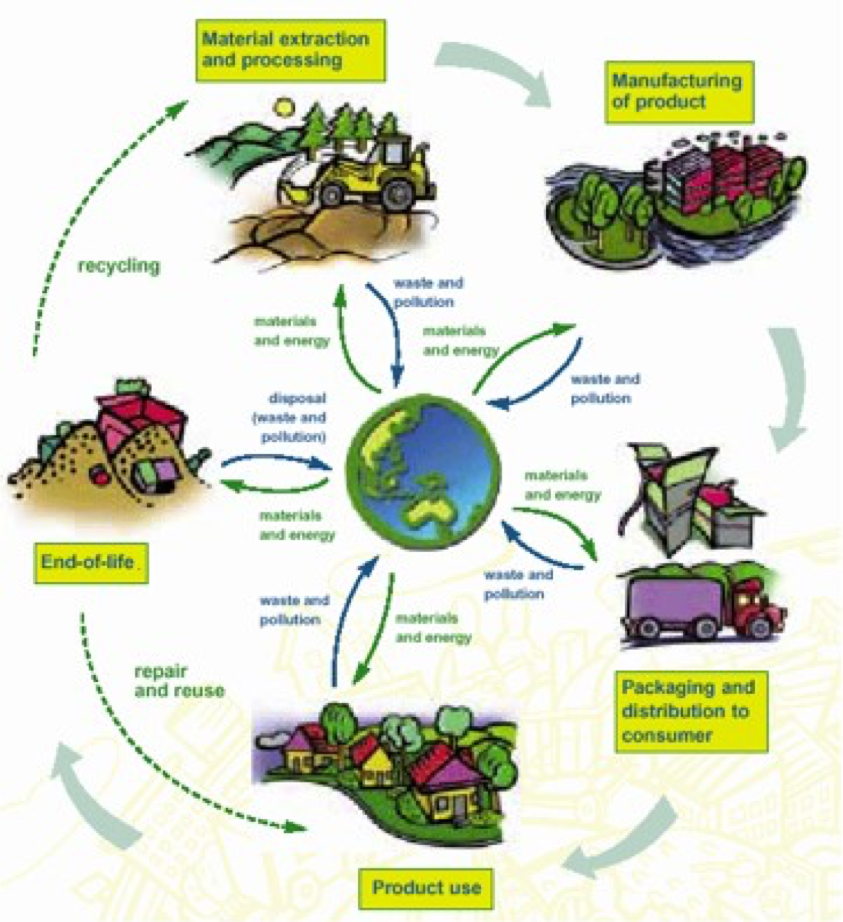 Material extraction
and processing
Manufacturing
of product
recycling
waste and
pollution
materials
and energy
materials
and energy
waste and
pollution
disposal
(waste and
pollution)
materials
and energy
materials
and energy
waste and
pollution
End-of-life
waste and
pollution
materials
and energy
repair
and reuse
Packaging and
distribution to
consumer
Product use